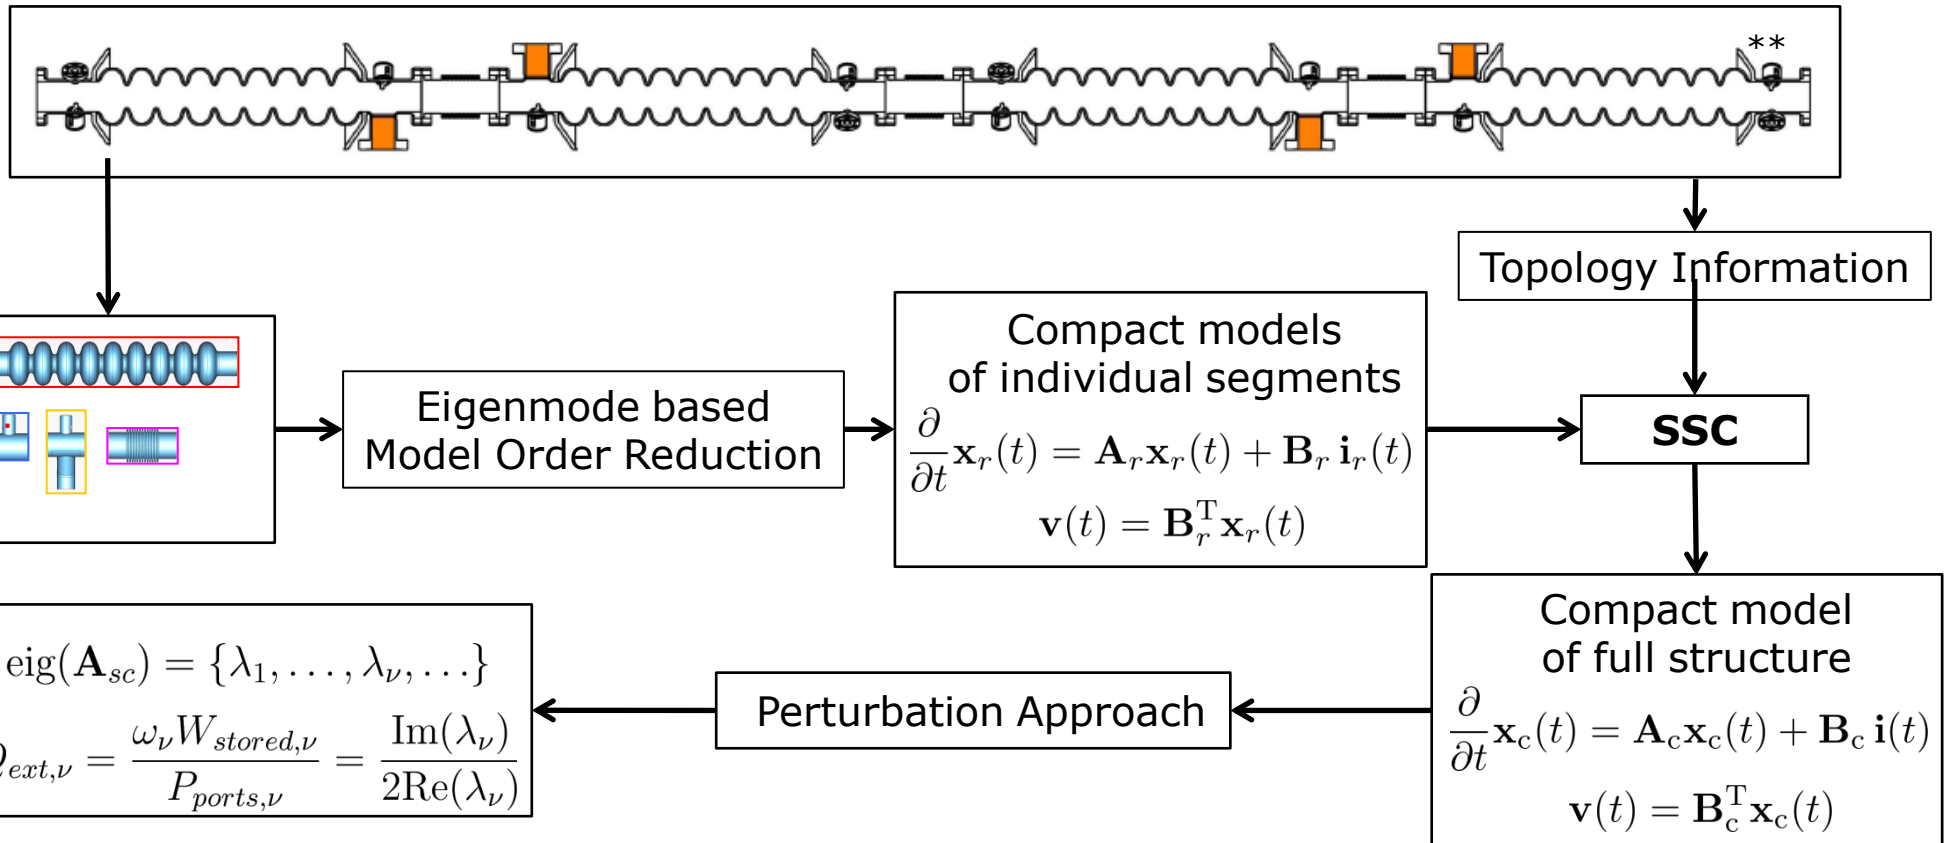 **
Topology Information
Compact models
of individual segments
∂/∂t x_r(t) = A_r x_r(t) + B_r i_r(t)
v(t) = B_r^T x_r(t)
Eigenmode based
Model Order Reduction
SSC
Compact model
of full structure
∂/∂t x_c(t) = A_c x_c(t) + B_c i(t)
v(t) = B_c^T x_c(t)
Perturbation Approach
eig(A_sc) = {λ_1, . . . , λ_ν, . . .}
Q_ext,ν = ω_ν W_stored,ν / P_ports,ν = Im(λ_ν) / 2Re(λ_ν)